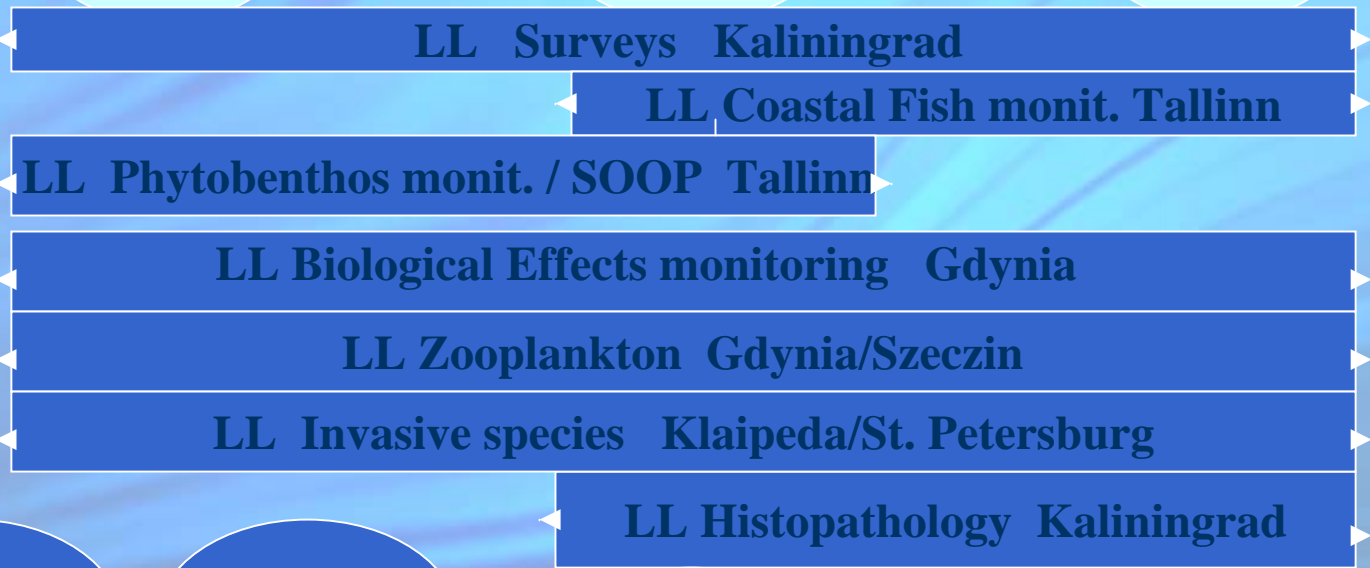 LL Surveys Kaliningrad
LL Coastal Fish monit. Tallinn
LL Phytobenthos monit. / SOOP Tallinn
LL Biological Effects monitoring Gdynia
LL Zooplankton Gdynia/Szeczin
LL Invasive species Klaipeda/St. Petersburg
LL Histopathology Kaliningrad